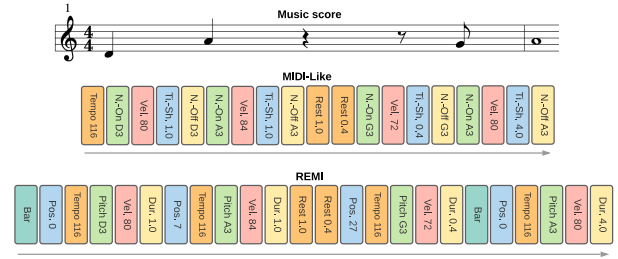 1
Music score
4
4
MIDI-Like
Tempo 116 N.-On D3 Vel. 80 Ti.-Sh. 1.0 N.-Off D3 N.-On A3 Vel. 84 Ti.-Sh. 1.0 N.-Off A3 Rest 1.0 Rest 0.4 N.-On G3 Vel. 72 Ti.-Sh. 0.4 N.-Off G3 N.-On A3 Vel. 80 Ti.-Sh. 4.0 N.-Off A3
REMI
Bar Pos. 0 Tempo 116 Pitch D3 Vel. 80 Dur. 1.0 Pos. 7 Tempo 116 Pitch A3 Vel. 84 Dur. 1.0 Rest 1.0 Rest 0.4 Pos. 27 Tempo 116 Pitch G3 Vel. 72 Dur. 0.4 Bar Pos. 0 Tempo 116 Pitch A3 Vel. 80 Dur. 4.0